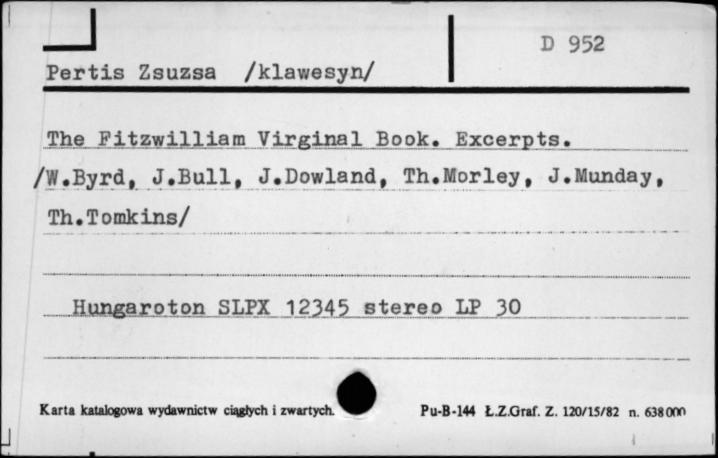 D 952
Pertis Zsuzsa /klawesyn/
The Fitzwilliam Virginal Book. Excerpts.
/W.Byrd, J.Bull, J.Dowland, Th.Morley, J.Munday,
Th.Tomkins/
Hungaroton SLPX 12345 stereo LP 30
Karta katalogowa wydawnictw ciągłych i zwartych. Pu-B-144 Ł.Z.Graf. Z. 120/15/82 n. 638000